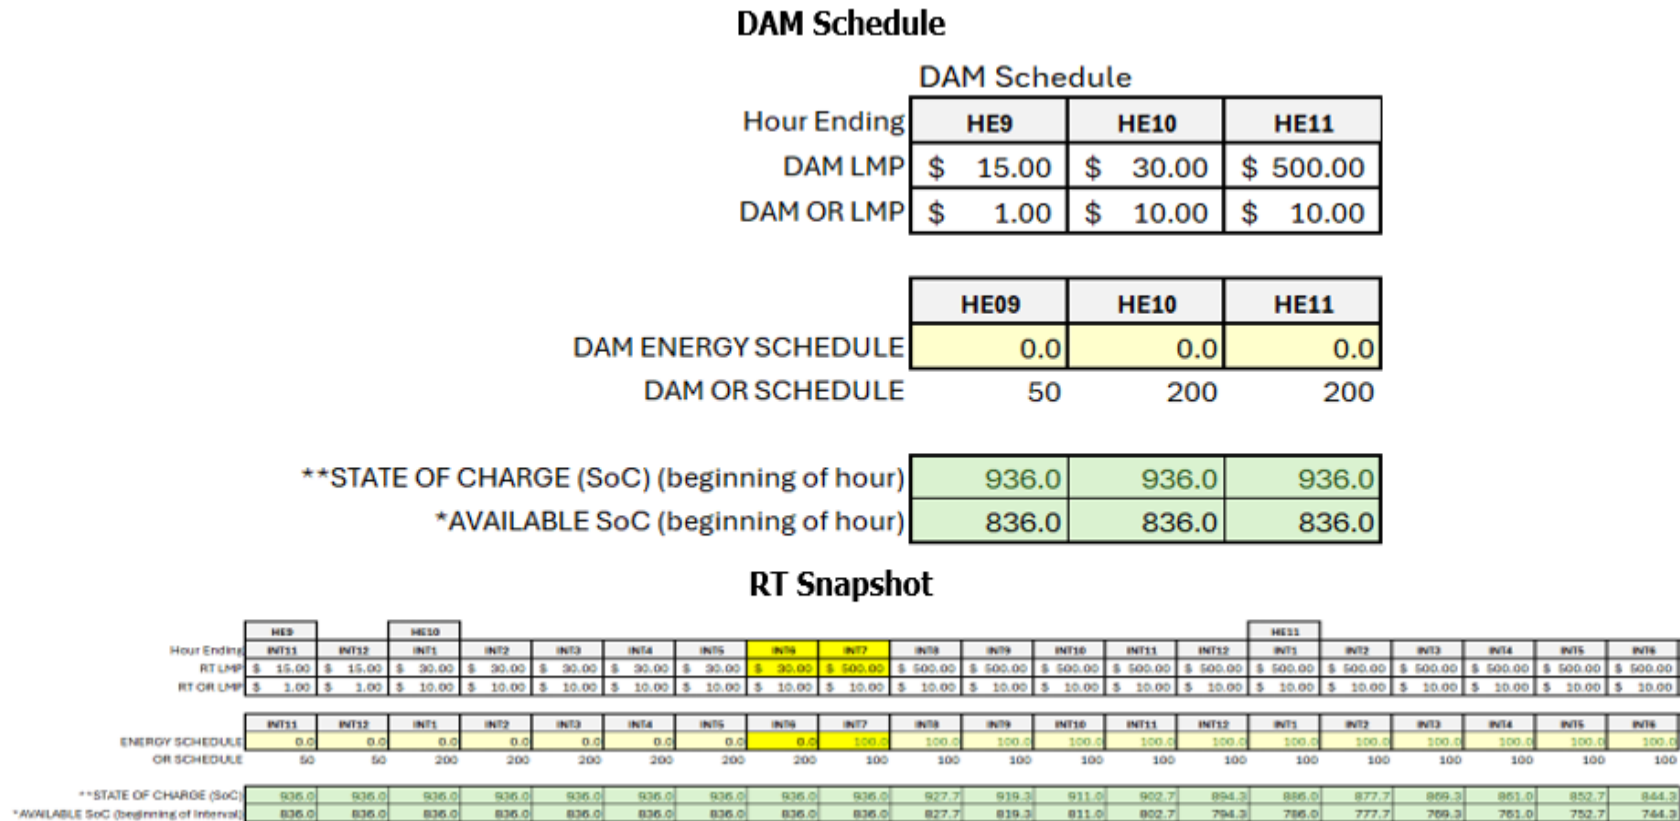 DAM Schedule
DAM Schedule
Hour Ending HE9 HE10 HE11
DAM LMP $ 15.00 $ 30.00 $ 500.00
DAM OR LMP $ 1.00 $ 10.00 $ 10.00
HE09 HE10 HE11
DAM ENERGY SCHEDULE 0.0 0.0 0.0
DAM OR SCHEDULE 50 200 200
**STATE OF CHARGE (SoC) (beginning of hour) 936.0 936.0 936.0
*AVAILABLE SoC (beginning of hour) 836.0 836.0 836.0
RT Snapshot
HE9 HE10 HE11
Hour Ending INT11 INT12 INT1 INT2 INT3 INT4 INT5 INT6 INT7 INT8 INT9 INT10 INT11 INT12 INT1 INT2 INT3 INT4 INT5 INT6
RT LMP $ 15.00 $ 15.00 $ 30.00 $ 30.00 $ 30.00 $ 30.00 $ 30.00 $ 30.00 $ 500.00 $ 500.00 $ 500.00 $ 500.00 $ 500.00 $ 500.00 $ 500.00 $ 500.00 $ 500.00 $ 500.00 $ 500.00 $ 500.00
RT OR LMP $ 1.00 $ 1.00 $ 10.00 $ 10.00 $ 10.00 $ 10.00 $ 10.00 $ 10.00 $ 10.00 $ 10.00 $ 10.00 $ 10.00 $ 10.00 $ 10.00 $ 10.00 $ 10.00 $ 10.00 $ 10.00 $ 10.00 $ 10.00
INT11 INT12 INT1 INT2 INT3 INT4 INT5 INT6 INT7 INT8 INT9 INT10 INT11 INT12 INT1 INT2 INT3 INT4 INT5 INT6
ENERGY SCHEDULE 0.0 0.0 0.0 0.0 0.0 0.0 0.0 0.0 100.0 100.0 100.0 100.0 100.0 100.0 100.0 100.0 100.0 100.0 100.0 100.0
OR SCHEDULE 50 50 200 200 200 200 200 200 100 100 100 100 100 100 100 100 100 100 100 100
**STATE OF CHARGE (SoC) 936.0 936.0 936.0 936.0 936.0 936.0 936.0 936.0 936.0 927.7 919.3 911.0 902.7 894.3 886.0 877.7 869.3 861.0 852.7 844.3
*AVAILABLE SoC (beginning of Interval) 836.0 836.0 836.0 836.0 836.0 836.0 836.0 836.0 836.0 827.7 819.3 811.0 802.7 794.3 786.0 777.7 769.3 761.0 752.7 744.3